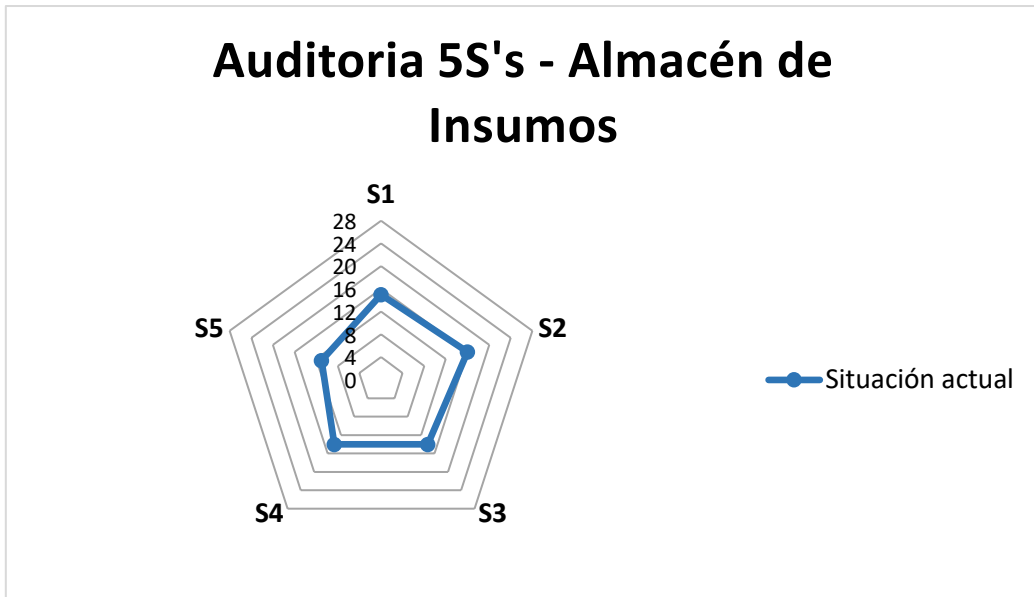 Auditoria 5S's - Almacén de
Insumos
S1
28
24
20
16
12
8
4
0
S5
S2
Situación actual
S4
S3